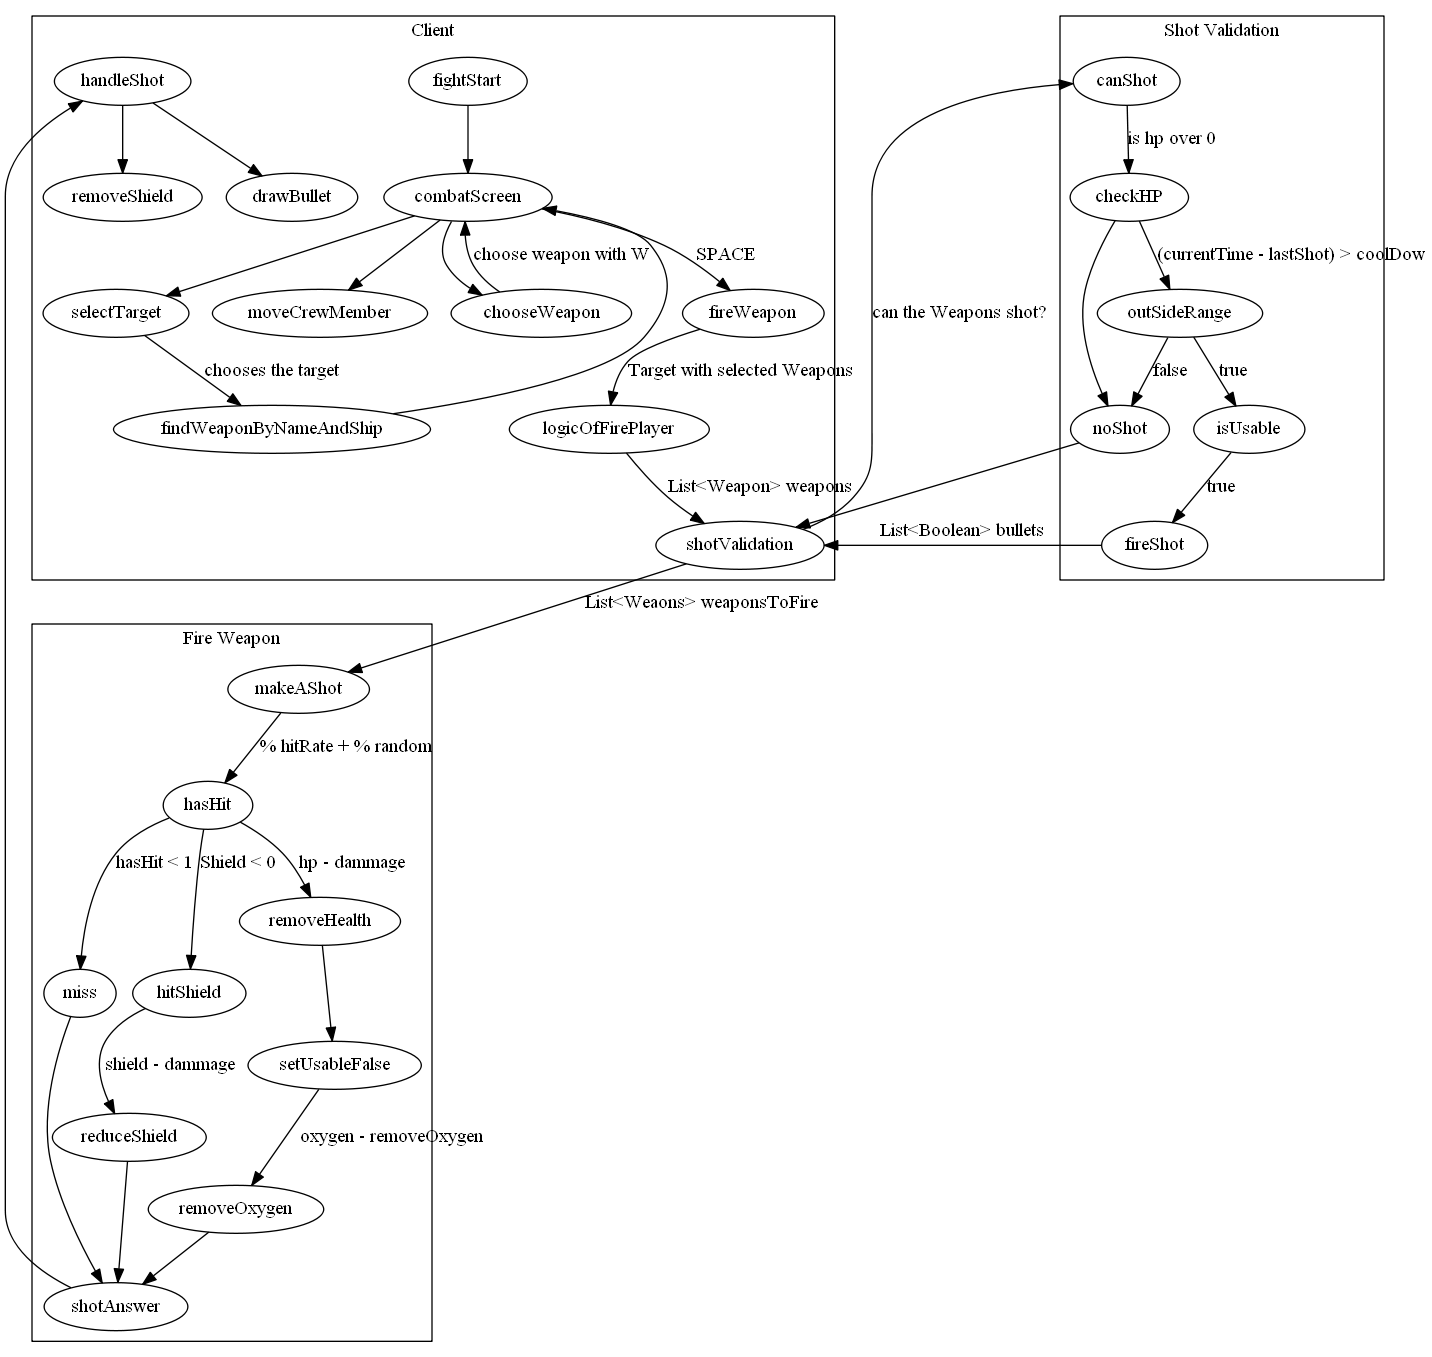 Client
Shot Validation
handleShot
fightStart
canShot
is hp over 0
removeShield
drawBullet
combatScreen
checkHP
choose weapon with W
SPACE
(currentTime - lastShot) > coolDow
selectTarget
moveCrewMember
chooseWeapon
fireWeapon
can the Weapons shot?
outSideRange
chooses the target
Target with selected Weapons
false
true
findWeaponByNameAndShip
logicOfFirePlayer
noShot
isUsable
List<Weapon> weapons
true
List<Boolean> bullets
shotValidation
fireShot
List<Weaons> weaponsToFire
Fire Weapon
makeAShot
% hitRate + % random
hasHit
hasHit < 1
Shield < 0
hp - dammage
removeHealth
miss
hitShield
shield - dammage
setUsableFalse
reduceShield
oxygen - removeOxygen
removeOxygen
shotAnswer